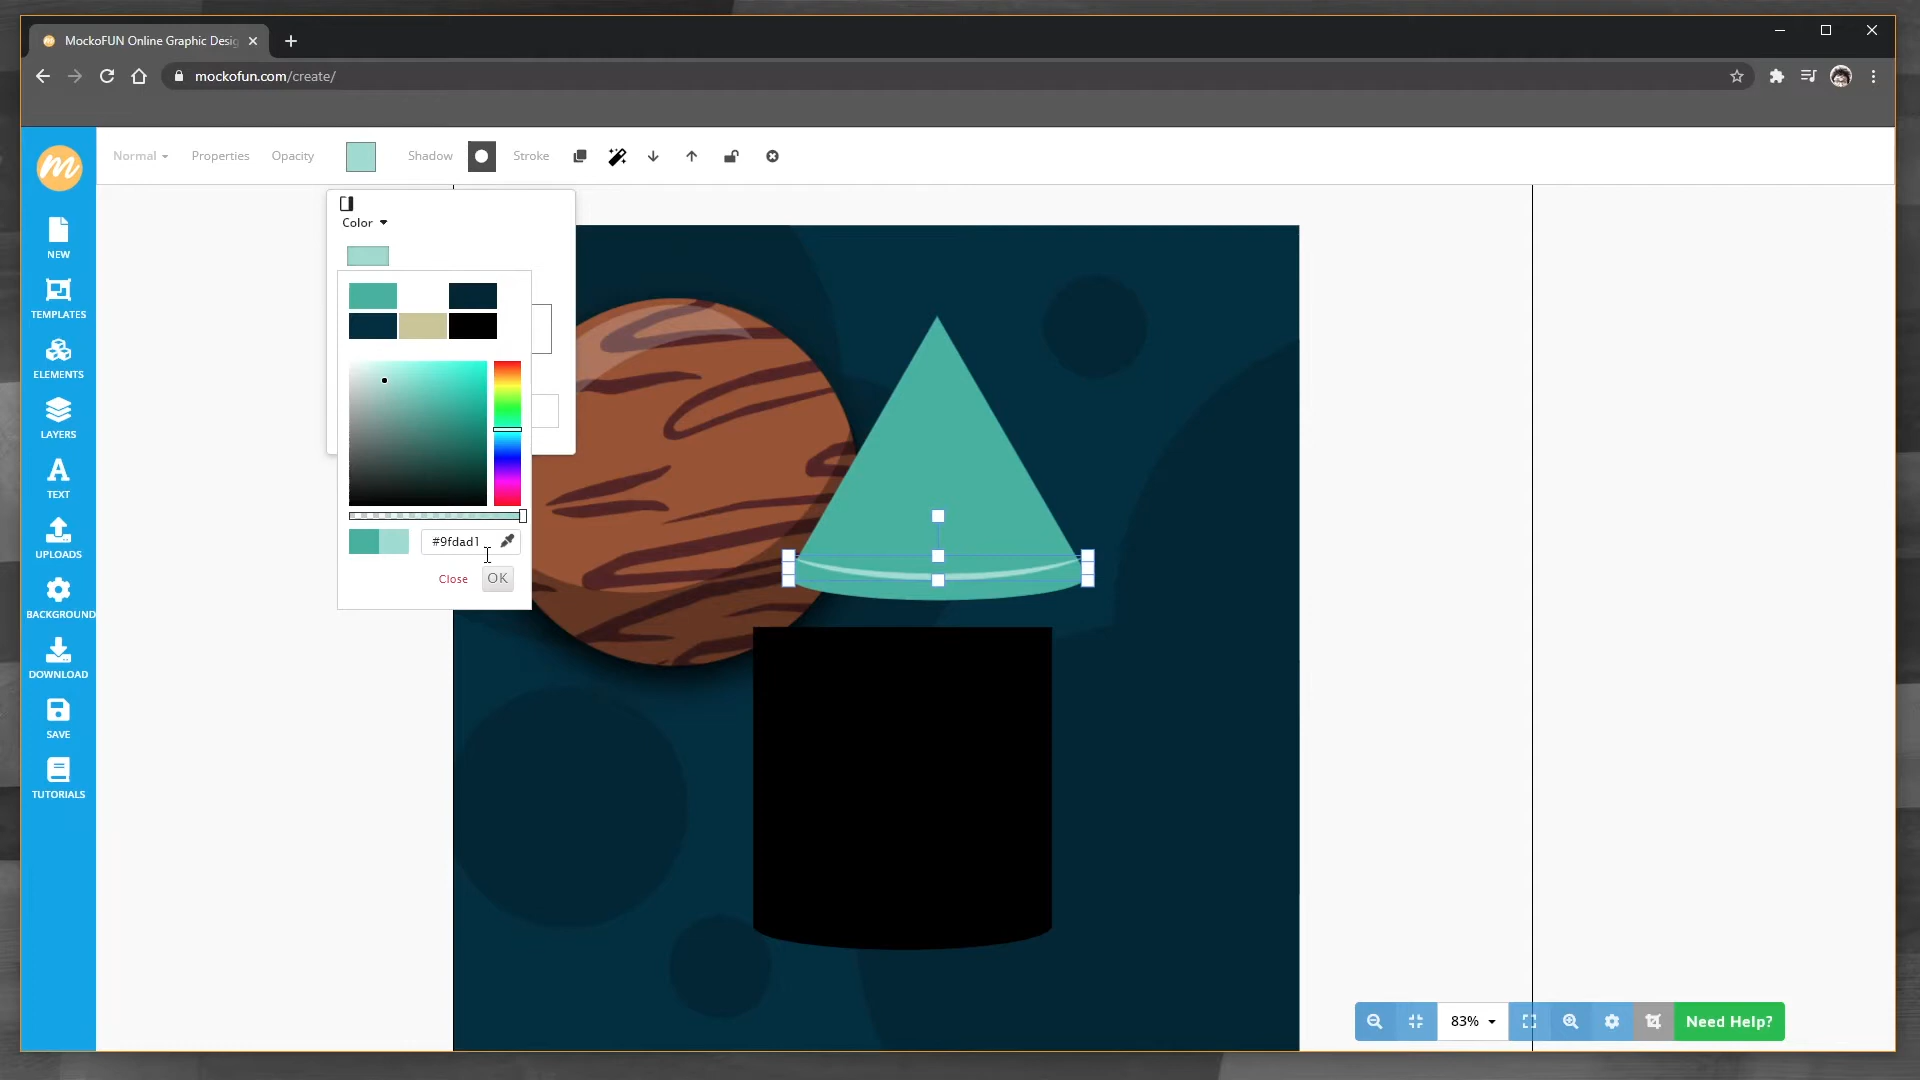 MockoFUN Online Graphic Desig
mockofun.com/create/
Normal Properties Opacity Shadow Stroke
NEW
TEMPLATES
ELEMENTS
LAYERS
TEXT
UPLOADS
BACKGROUND
DOWNLOAD
SAVE
TUTORIALS
Color
#9fdad1
Close OK
83% Need Help?